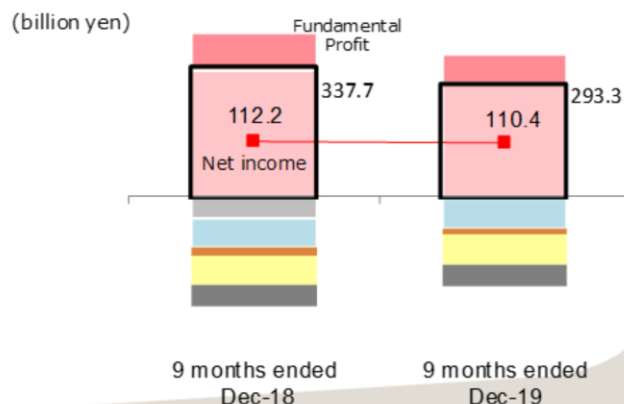 (billion yen)
Fundamental
Profit
337.7
293.3
112.2
110.4
Net income
9 months ended
Dec-18
9 months ended
Dec-19